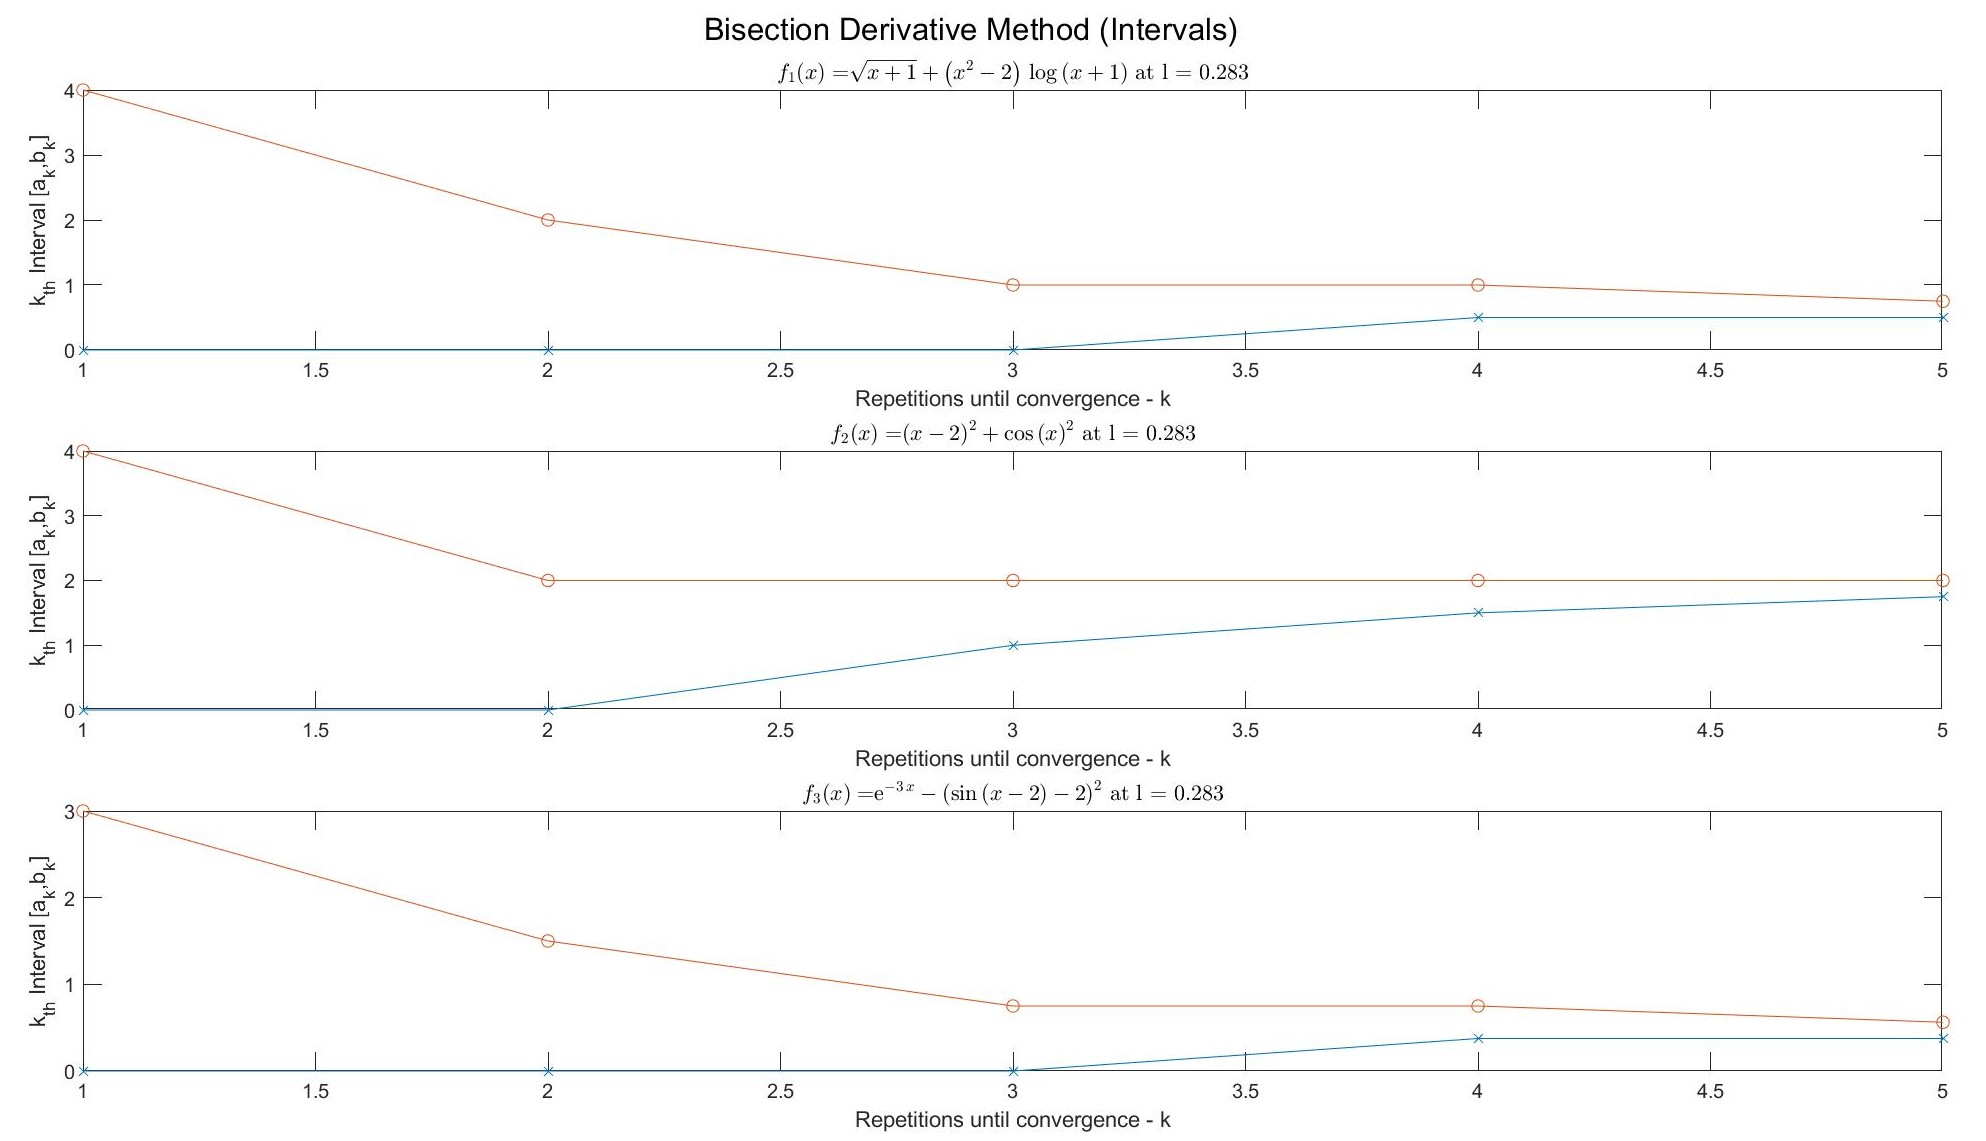 Bisection Derivative Method (Intervals)
f₁(x) =√(x+1) + (x² − 2) log (x + 1) at l = 0.283
k_th Interval [a_k,b_k]
4
3
2
1
0
1 1.5 2 2.5 3 3.5 4 4.5 5
Repetitions until convergence - k
f₂(x) =(x − 2)² + cos (x)² at l = 0.283
k_th Interval [a_k,b_k]
4
3
2
1
0
1 1.5 2 2.5 3 3.5 4 4.5 5
Repetitions until convergence - k
f₃(x) =e⁻³ˣ − (sin (x − 2) − 2)² at l = 0.283
k_th Interval [a_k,b_k]
3
2
1
0
1 1.5 2 2.5 3 3.5 4 4.5 5
Repetitions until convergence - k